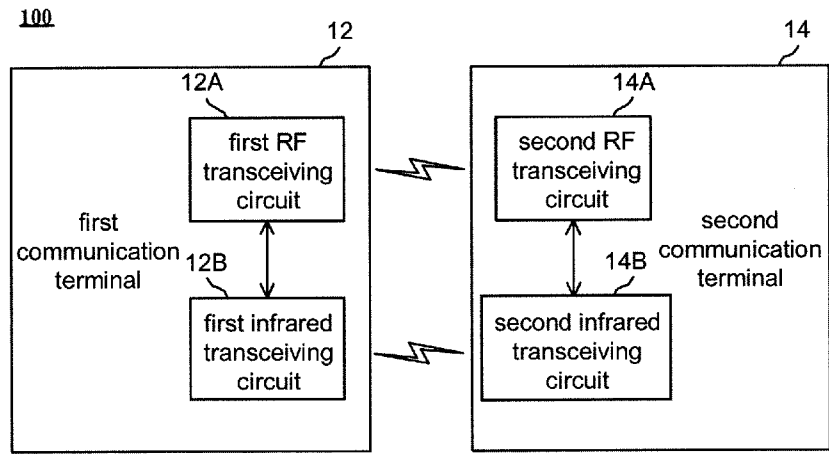 100
12
14
12A
14A
first RF
transceiving
circuit
second RF
transceiving
circuit
first
communication
terminal
second
communication
terminal
12B
14B
first infrared
transceiving
circuit
second infrared
transceiving
circuit